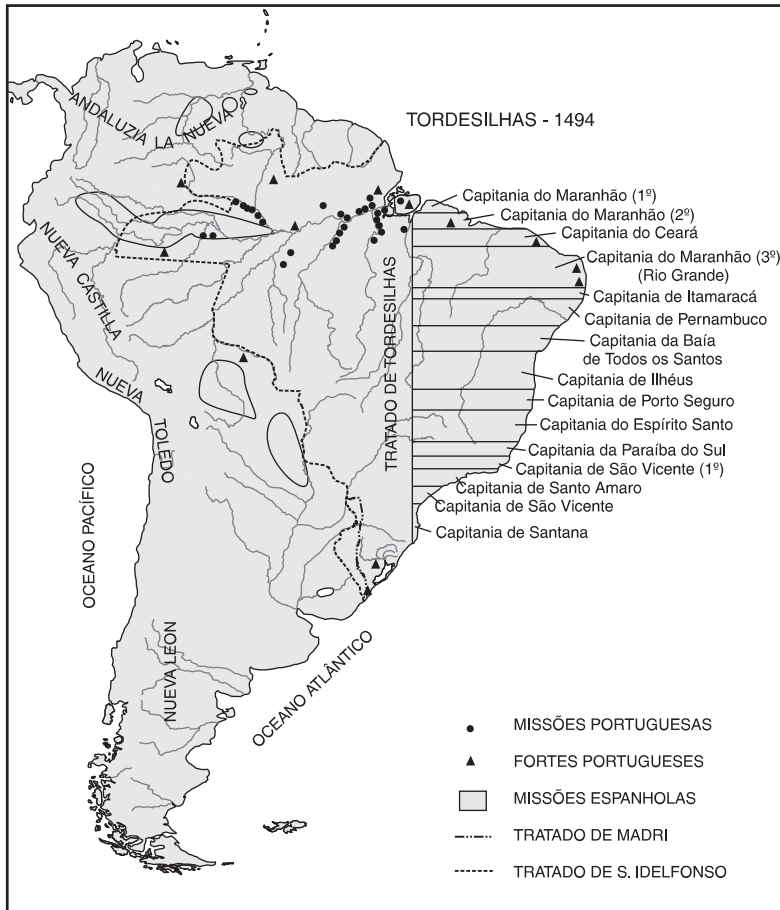 TORDESILHAS - 1494
ANDALUZIA LA NUEVA
NUEVA CASTILLA
NUEVA
TOLEDO
NUEVA LEON
OCEANO PACÍFICO
OCEANO ATLÂNTICO
TRATADO DE TORDESILHAS
Capitania do Maranhão (1º)
Capitania do Maranhão (2º)
Capitania do Ceará
Capitania do Maranhão (3º)
(Rio Grande)
Capitania de Itamaracá
Capitania de Pernambuco
Capitania da Baía
de Todos os Santos
Capitania de Ilhéus
Capitania de Porto Seguro
Capitania do Espírito Santo
Capitania da Paraíba do Sul
Capitania de São Vicente (1º)
Capitania de Santo Amaro
Capitania de São Vicente
Capitania de Santana
MISSÕES PORTUGUESAS
FORTES PORTUGUESES
MISSÕES ESPANHOLAS
TRATADO DE MADRI
TRATADO DE S. IDELFONSO